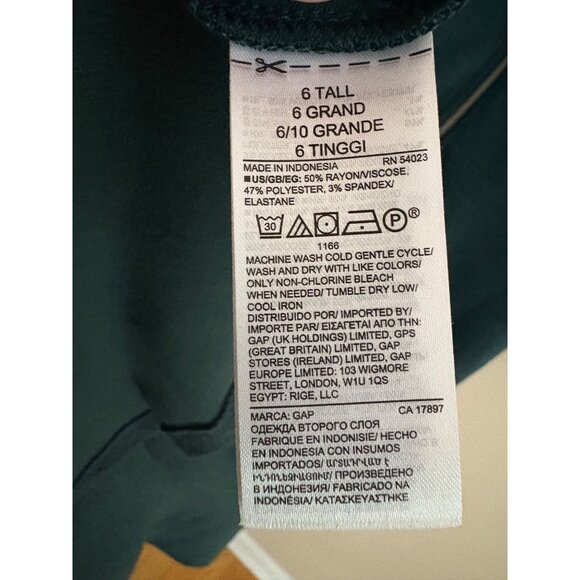 6 TALL
6 GRAND
6/10 GRANDE
6 TINGGI
MADE IN INDONESIA RN 54023
■US/GB/EG: 50% RAYON/VISCOSE,
47% POLYESTER, 3% SPANDEX/
ELASTANE
30 P ®
1166
MACHINE WASH COLD GENTLE CYCLE/
WASH AND DRY WITH LIKE COLORS/
ONLY NON-CHLORINE BLEACH
WHEN NEEDED/ TUMBLE DRY LOW/
COOL IRON
DISTRIBUIDO POR/ IMPORTED BY/
IMPORTE PAR/ ΕΙΣΑΓΕΤΑΙ ΑΠΟ ΤΗΝ:
GAP (UK HOLDINGS) LIMITED, GPS
(GREAT BRITAIN) LIMITED, GAP
STORES (IRELAND) LIMITED, GAP
EUROPE LIMITED: 103 WIGMORE
STREET, LONDON, W1U 1QS
EGYPT: RIGE, LLC
MARCA: GAP CA 17897
ОДЕЖДА ВТОРОГО СЛОЯ
FABRIQUE EN INDONISIE/ HECHO
EN INDONESIA CON INSUMOS
IMPORTADOS/ ԱՐՏԱԴՐՎԱԾ Է
ԻՆԴՈՆԵԶԻԱՅՈՒՄ/ ПРОИЗВЕДЕНО
В ИНДОНЕЗИИ/ FABRICADO NA
INDONÉSIA/ ΚΑΤΑΣΚΕΥΑΣΤΗΚΕ